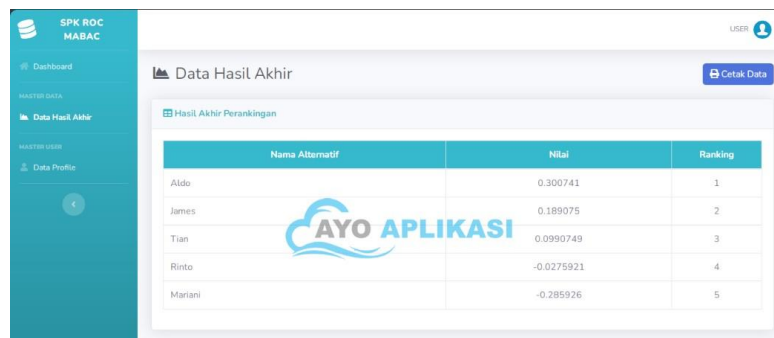 SPK ROC
MABAC
USER
Dashboard
MASTER DATA
Data Hasil Akhir
MASTER USER
Data Profile
Data Hasil Akhir
Cetak Data
Hasil Akhir Perankingan
Nama Alternatif Nilai Ranking
Aldo 0.300741 1
James 0.189075 2
Tian 0.0990749 3
Rinto -0.0275921 4
Mariani -0.285926 5
AYO APLIKASI